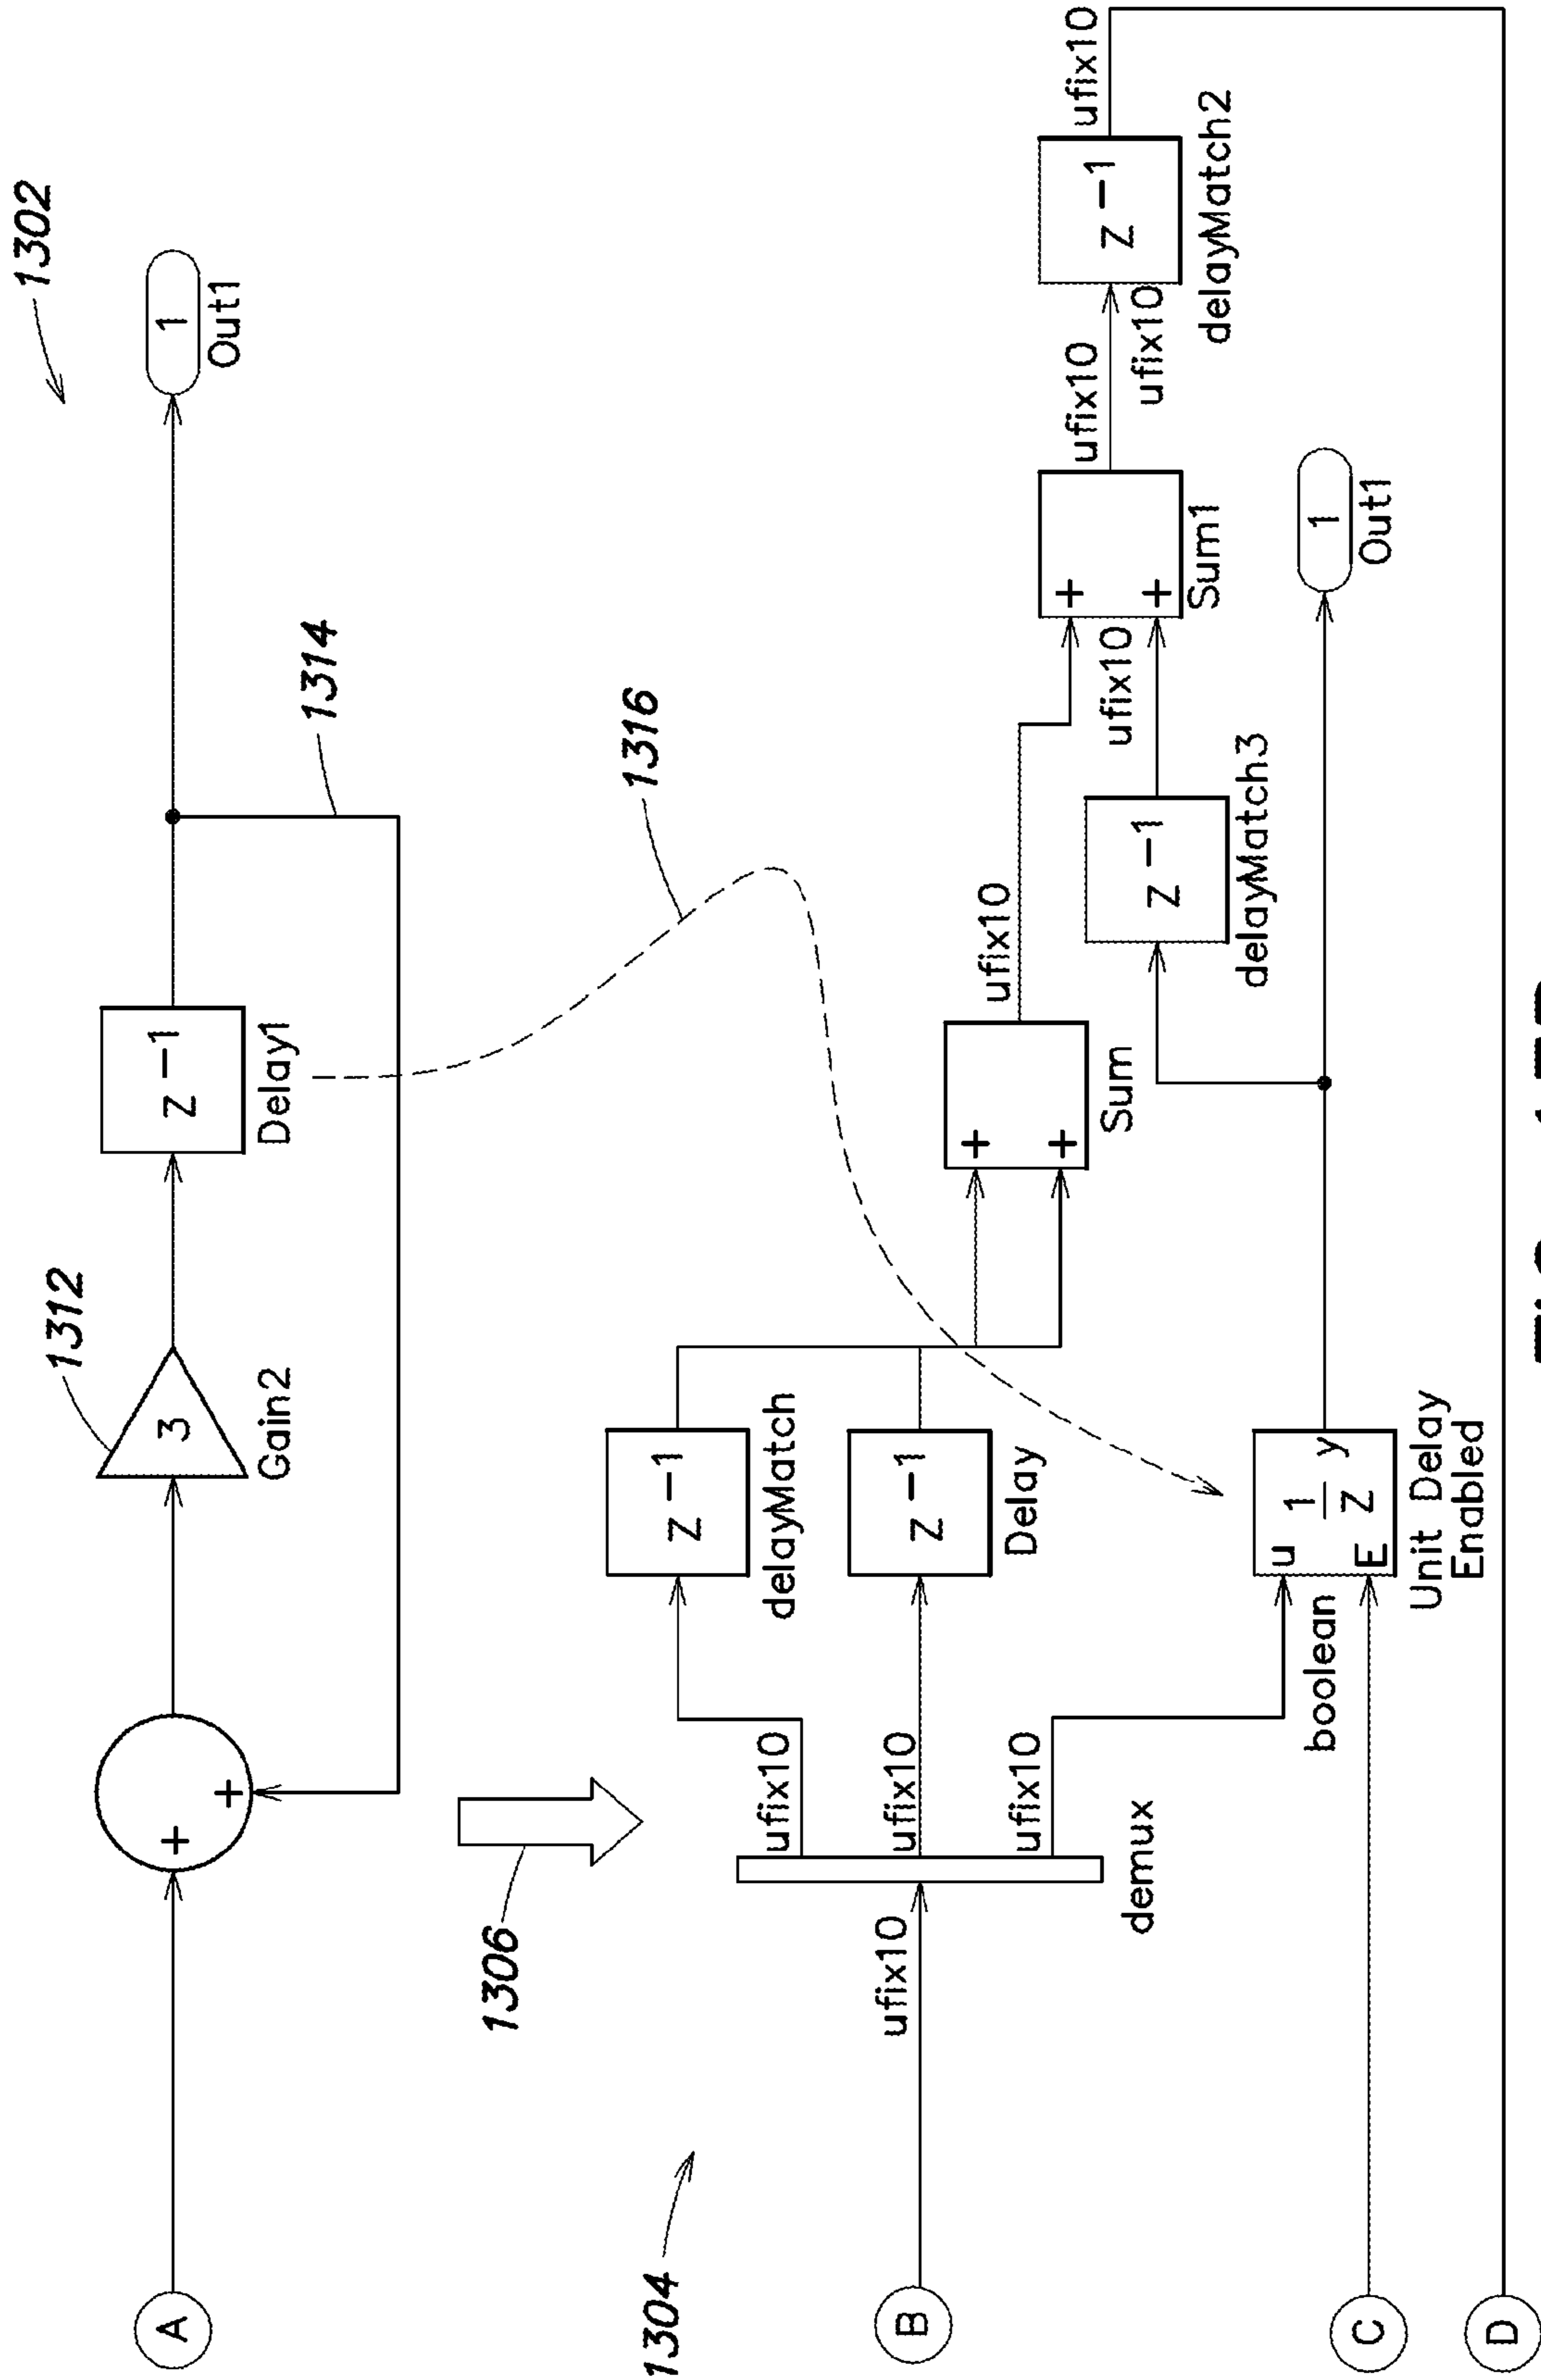 1302
A
+
+
1312
3
Gain2
z −1
Delay1
1
Out1
1314
1306
1316
1304
B
ufix10
demux
ufix10
ufix10
ufix10
z −1
delayMatch
z −1
Delay
boolean
u
E
1
z
y
Unit Delay
Enabled
+
+
Sum
ufix10
z −1
delayMatch3
ufix10
+
+
Sum1
ufix10
ufix10
z −1
delayMatch2
ufix10
1
Out1
C
D